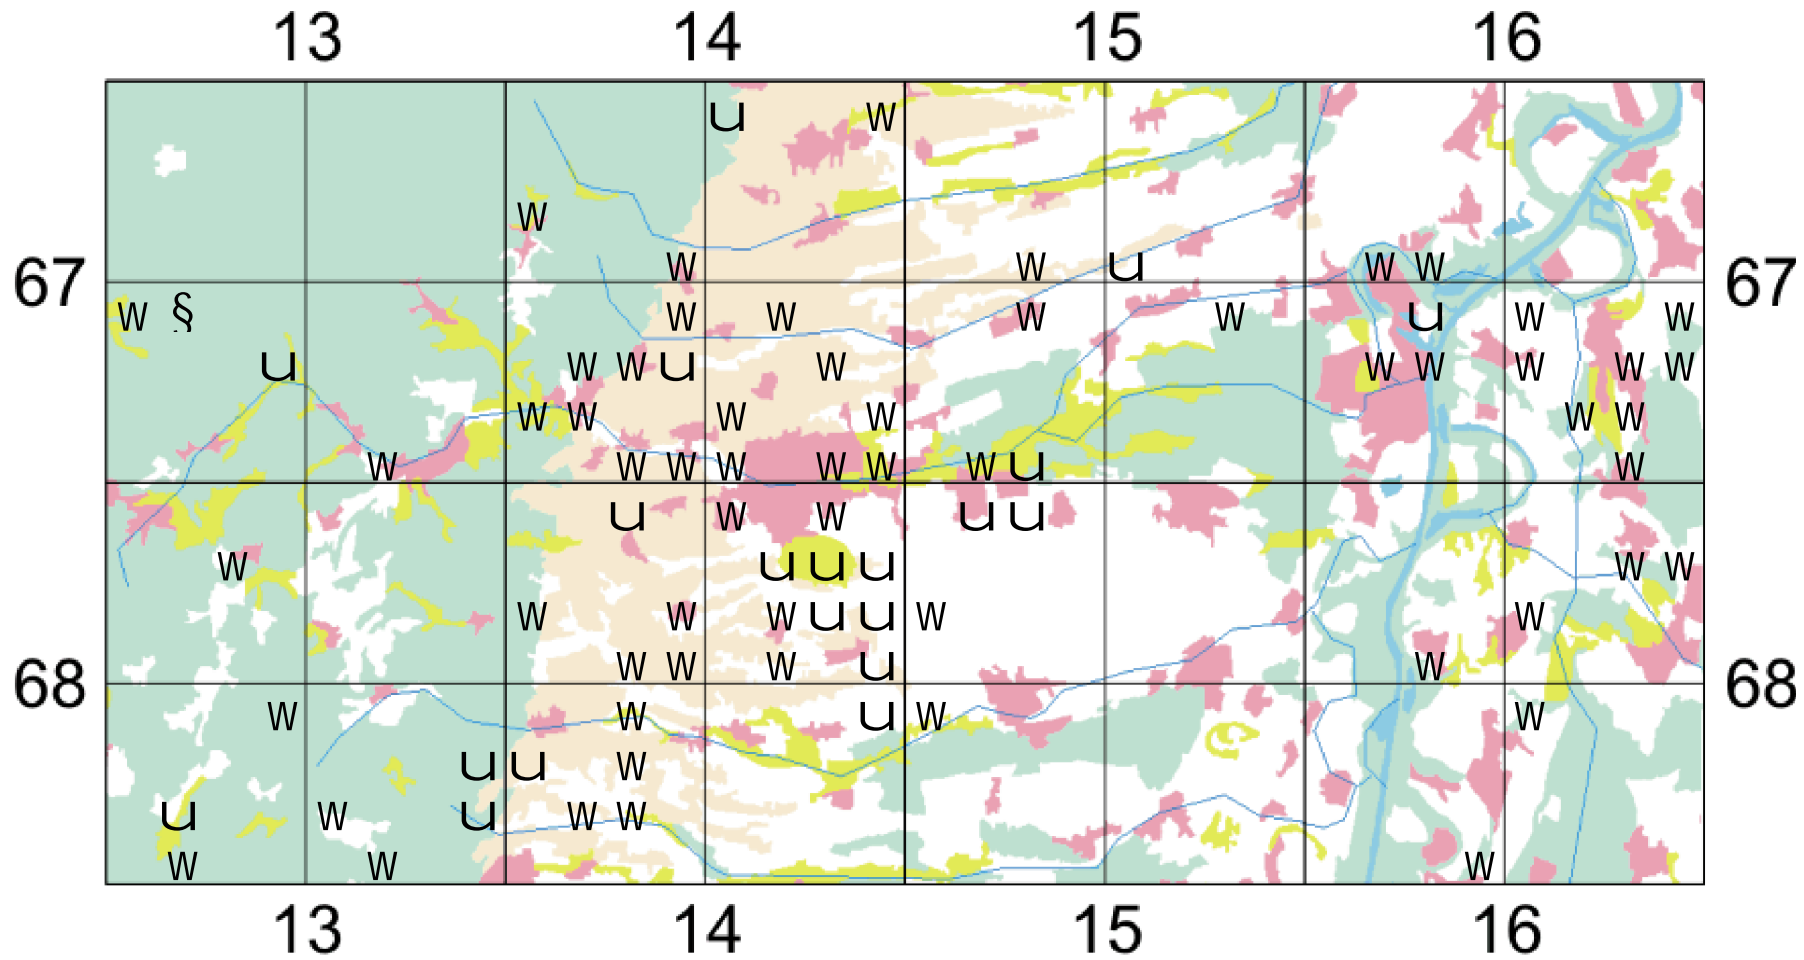 13 14 15 16
u w
w
w w u w w
67 67
w § w w w w u w w
u w w u w w w w w w
w w w w w w
w w w w w w w u w
u w w u u
w u u u w w
w w w u u w w
w w w u w
68 68
w w u w w
u u w
u w u w w
w w w
13 14 15 16